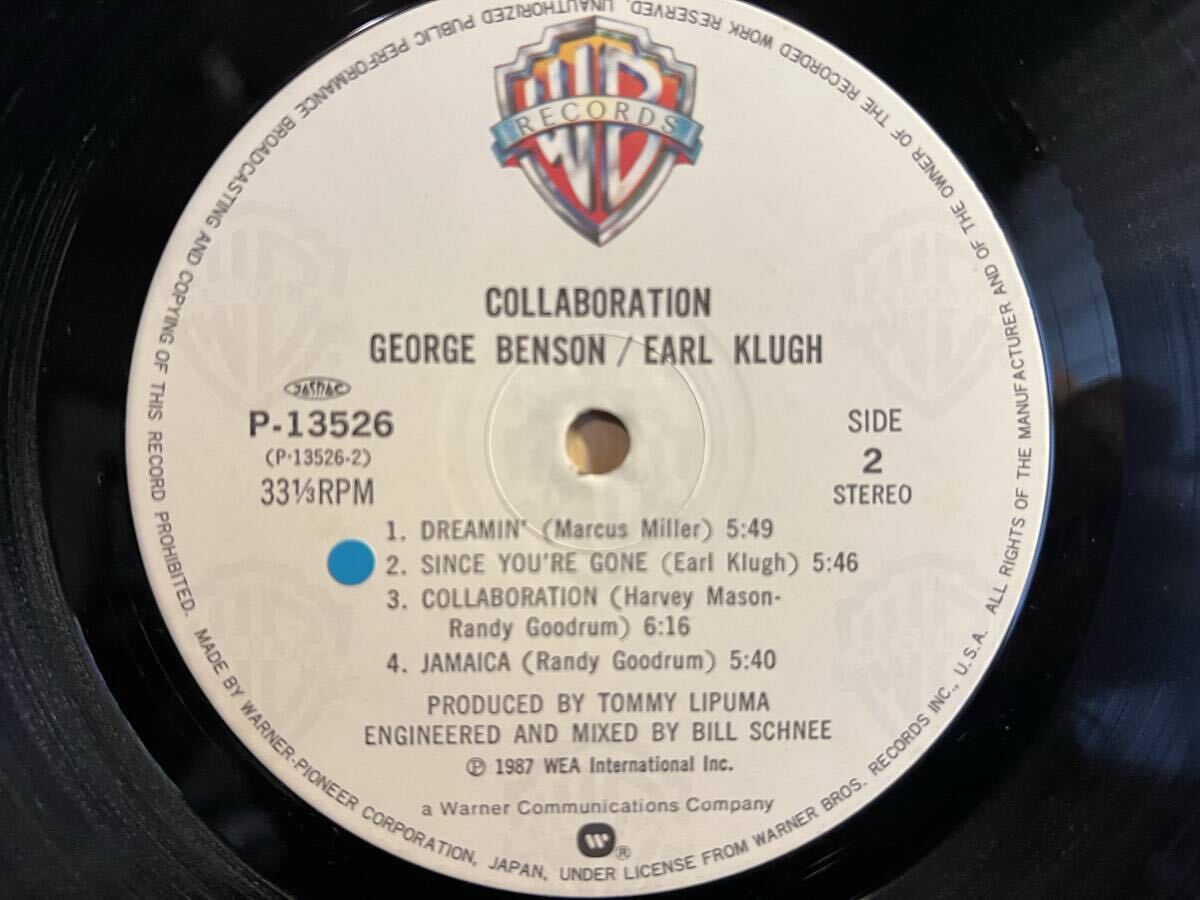 WB
RECORDS
COLLABORATION
GEORGE BENSON / EARL KLUGH
JASRAC
P-13526
(P-13526-2)
33⅓RPM
SIDE
2
STEREO
1. DREAMIN' (Marcus Miller) 5:49
2. SINCE YOU'RE GONE (Earl Klugh) 5:46
3. COLLABORATION (Harvey Mason-
Randy Goodrum) 6:16
4. JAMAICA (Randy Goodrum) 5:40
PRODUCED BY TOMMY LIPUMA
ENGINEERED AND MIXED BY BILL SCHNEE
Ⓟ 1987 WEA International Inc.
a Warner Communications Company
W ®
MADE BY WARNER-PIONEER CORPORATION, JAPAN, UNDER LICENSE FROM WARNER BROS. RECORDS INC., U.S.A. ALL RIGHTS OF THE MANUFACTURER AND OF THE OWNER OF THE RECORDED WORK RESERVED. UNAUTHORIZED PUBLIC PERFORMANCE BROADCASTING AND COPYING OF THIS RECORD PROHIBITED.